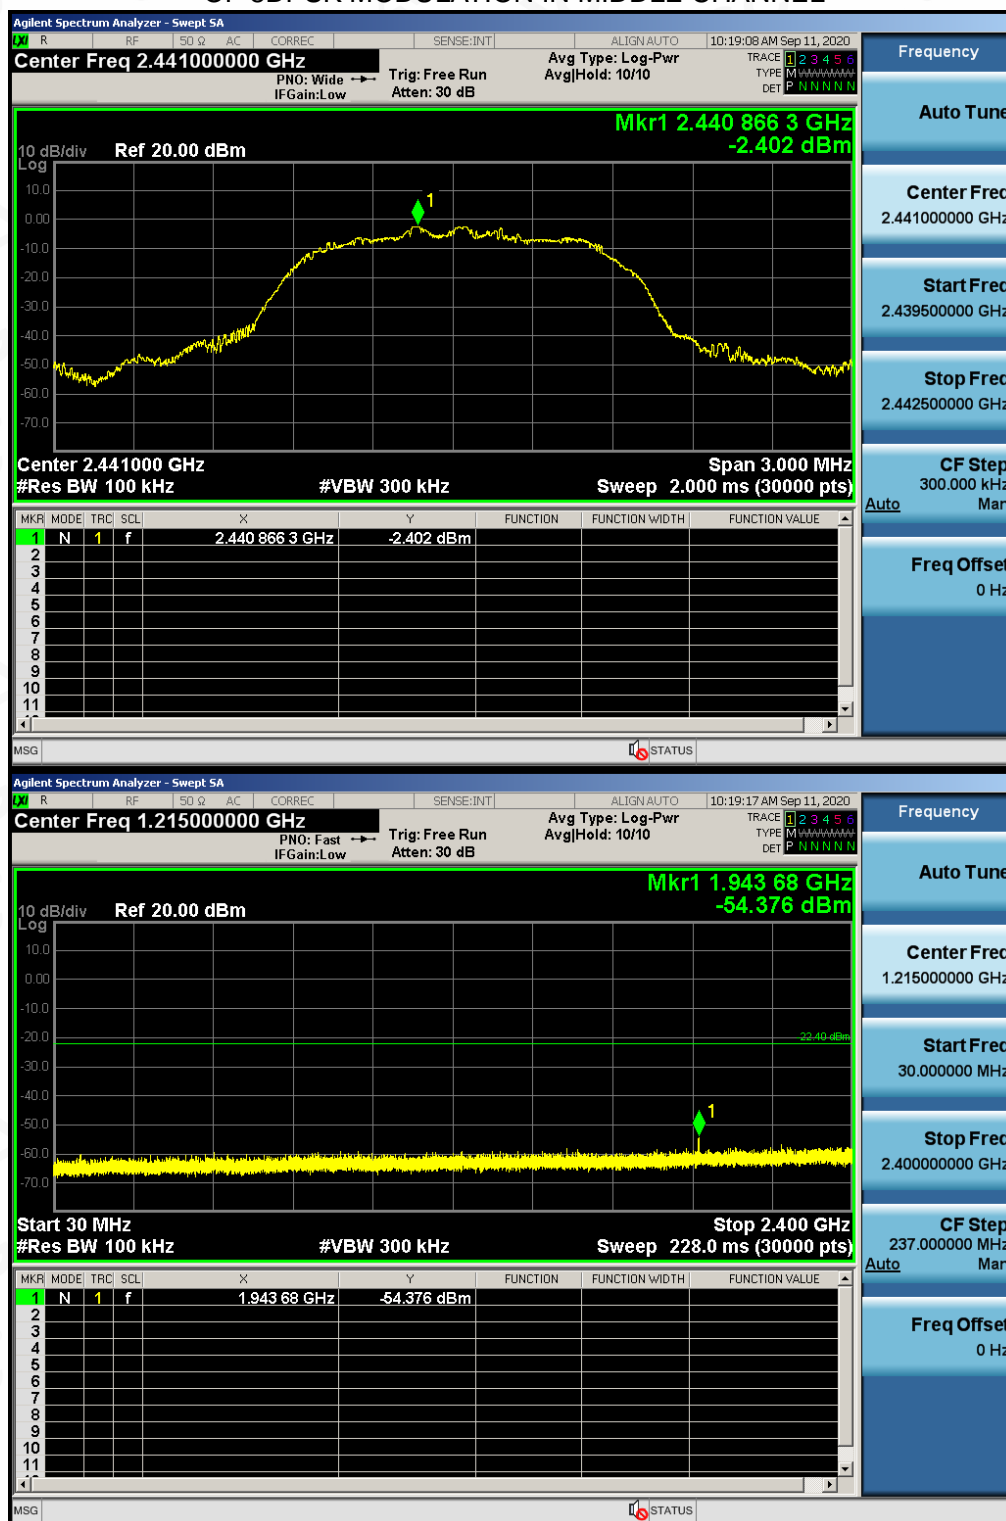 OF 8DPSK MODULATION IN MIDDLE CHANNEL
Agilent Spectrum Analyzer - Swept SA
LXI R RF 50 Ω AC CORREC SENSE:INT ALIGN AUTO 10:19:08 AM Sep 11, 2020
Center Freq 2.441000000 GHz
PNO: Wide
IFGain:Low
Trig: Free Run
Atten: 30 dB
Avg Type: Log-Pwr
Avg|Hold: 10/10
TRACE 1 2 3 4 5 6
TYPE M WWWWW
DET P N N N N N
Mkr1 2.440 866 3 GHz
-2.402 dBm
10 dB/div Ref 20.00 dBm
Log
10.0
0.00
-10.0
-20.0
-30.0
-40.0
-50.0
-60.0
-70.0
1
Center 2.441000 GHz Span 3.000 MHz
#Res BW 100 kHz #VBW 300 kHz Sweep 2.000 ms (30000 pts)
MKR MODE TRC SCL X Y FUNCTION FUNCTION WIDTH FUNCTION VALUE
1 N 1 f 2.440 866 3 GHz -2.402 dBm
2
3
4
5
6
7
8
9
10
11
MSG STATUS
Frequency
Auto Tune
Center Freq
2.441000000 GHz
Start Freq
2.439500000 GHz
Stop Freq
2.442500000 GHz
CF Step
300.000 kHz
Auto Man
Freq Offset
0 Hz
Agilent Spectrum Analyzer - Swept SA
LXI R RF 50 Ω AC CORREC SENSE:INT ALIGN AUTO 10:19:17 AM Sep 11, 2020
Center Freq 1.215000000 GHz
PNO: Fast
IFGain:Low
Trig: Free Run
Atten: 30 dB
Avg Type: Log-Pwr
Avg|Hold: 10/10
TRACE 1 2 3 4 5 6
TYPE M WWWWW
DET P N N N N N
Mkr1 1.943 68 GHz
-54.376 dBm
10 dB/div Ref 20.00 dBm
Log
10.0
0.00
-10.0
-20.0
-30.0
-40.0
-50.0
-60.0
-70.0
-22.40 dBm
1
Start 30 MHz Stop 2.400 GHz
#Res BW 100 kHz #VBW 300 kHz Sweep 228.0 ms (30000 pts)
MKR MODE TRC SCL X Y FUNCTION FUNCTION WIDTH FUNCTION VALUE
1 N 1 f 1.943 68 GHz -54.376 dBm
2
3
4
5
6
7
8
9
10
11
MSG STATUS
Frequency
Auto Tune
Center Freq
1.215000000 GHz
Start Freq
30.000000 MHz
Stop Freq
2.400000000 GHz
CF Step
237.000000 MHz
Auto Man
Freq Offset
0 Hz